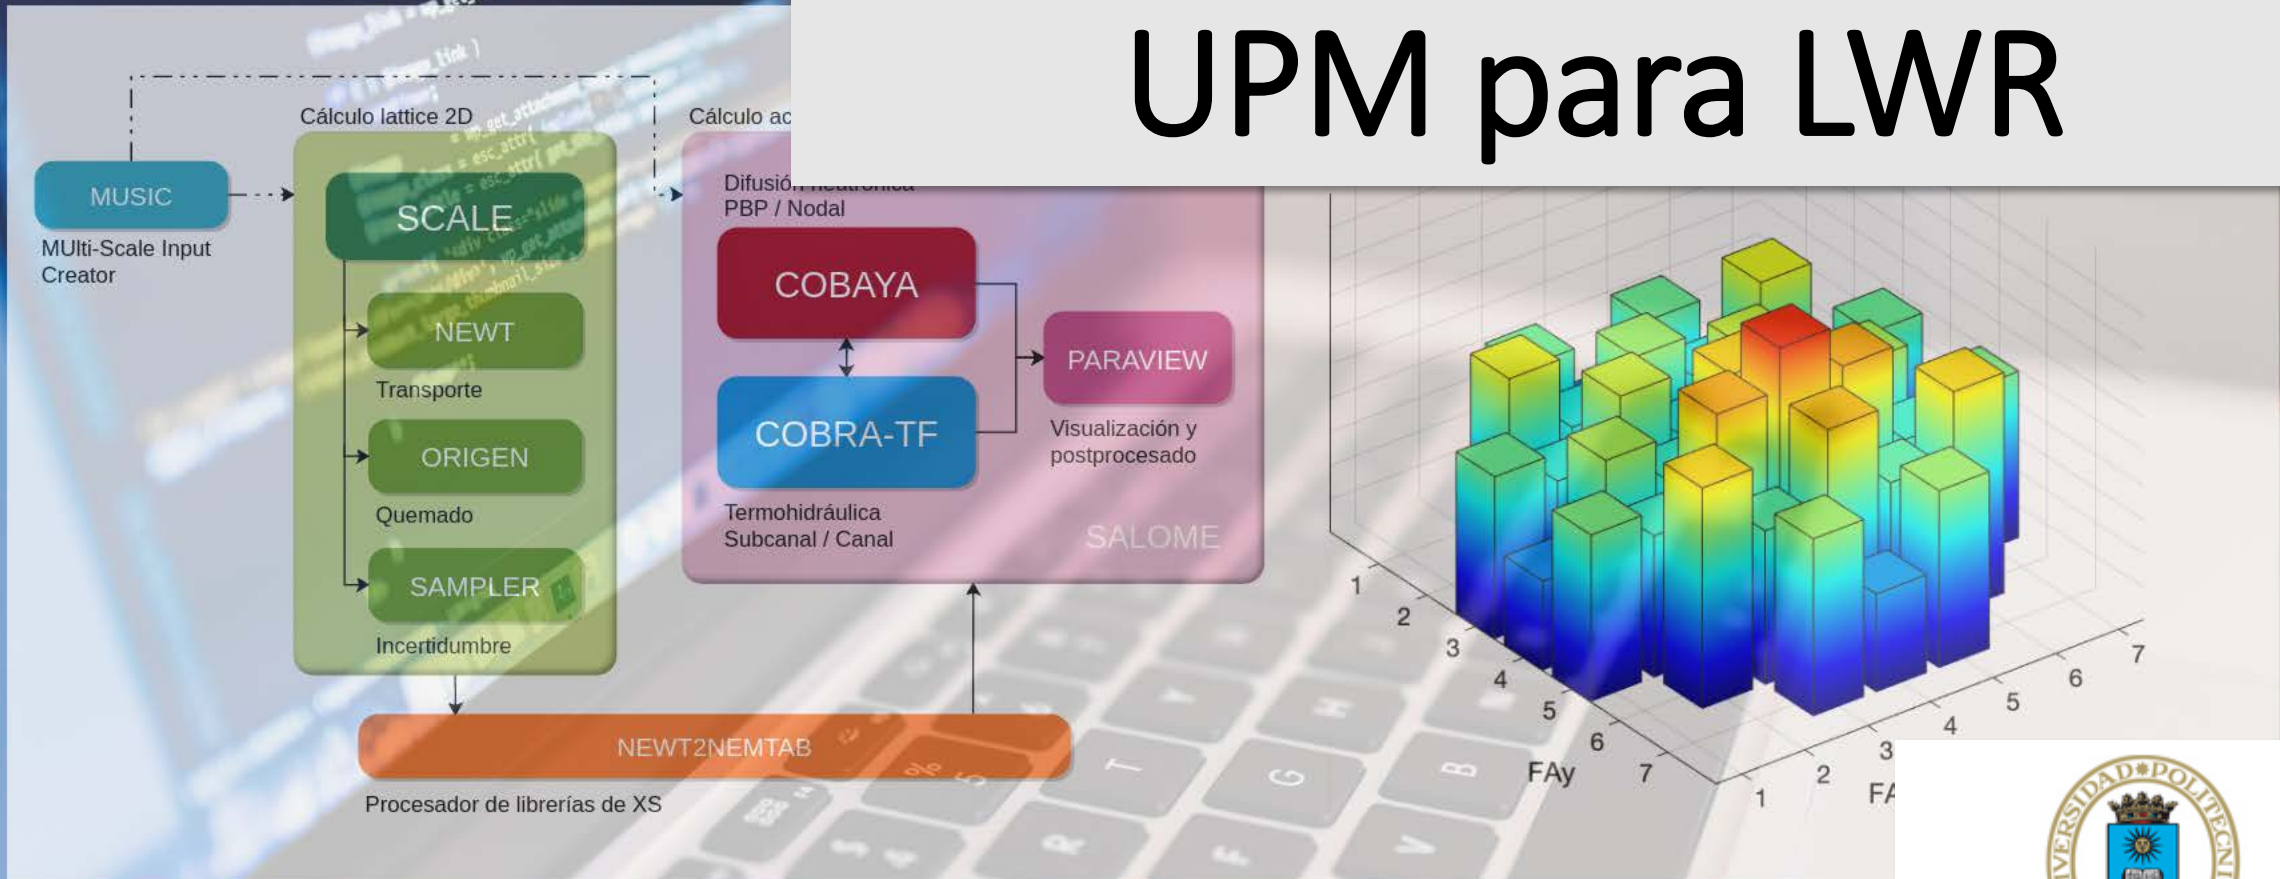 UPM para LWR
Cálculo lattice 2D
Cálculo
MUSIC
MUlti-Scale Input
Creator
SCALE
NEWT
Transporte
ORIGEN
Quemado
SAMPLER
Incertidumbre
Difusión neutrónica
PBP / Nodal
COBAYA
COBRA-TF
Termohidráulica
Subcanal / Canal
PARAVIEW
Visualización y
postprocesado
SALOME
NEWT2NEMTAB
Procesador de librerías de XS
1
2
3
4
5
6
7
FAy
1
2
3
4
5
6
7